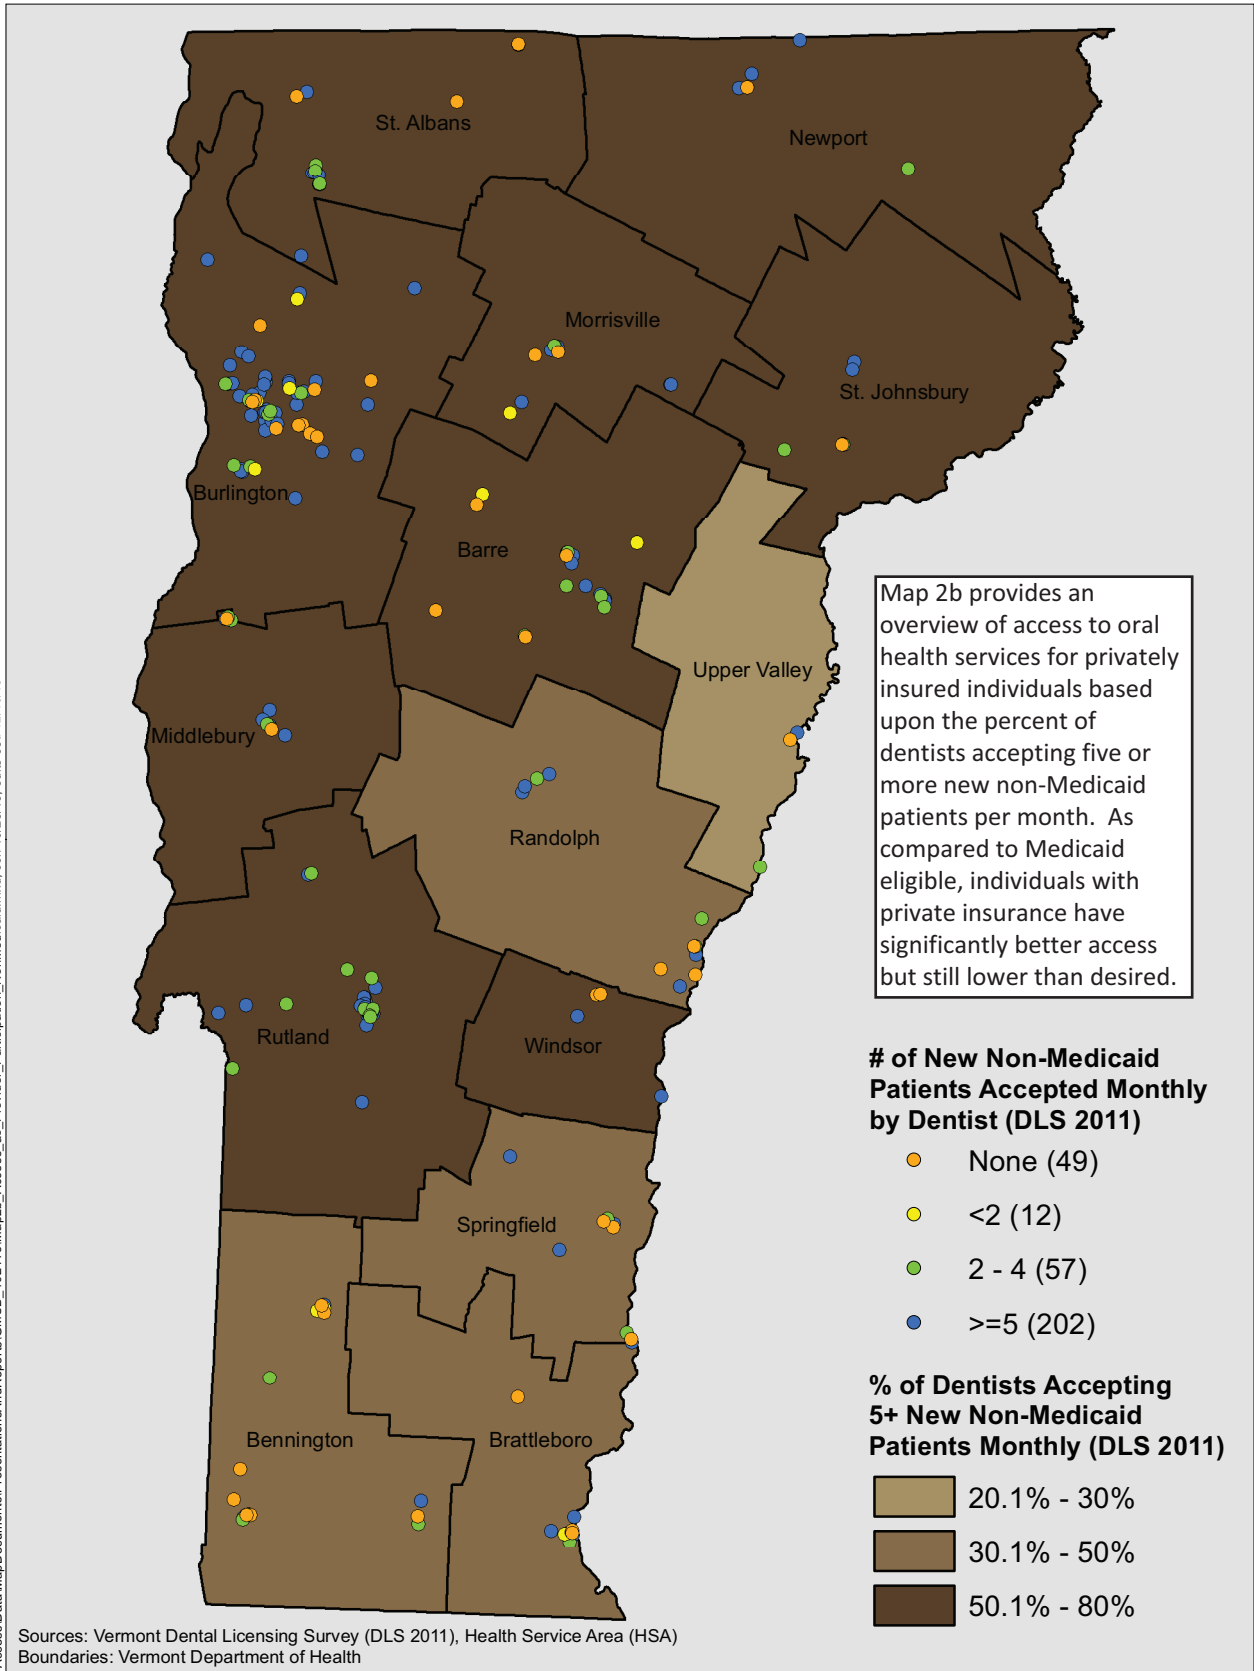 St. Albans
Newport
Morrisville
St. Johnsbury
Burlington
Barre
Upper Valley
Middlebury
Randolph
Rutland
Windsor
Springfield
Bennington
Brattleboro
Map 2b provides an
overview of access to oral
health services for privately
insured individuals based
upon the percent of
dentists accepting five or
more new non-Medicaid
patients per month.  As
compared to Medicaid
eligible, individuals with
private insurance have
significantly better access
but still lower than desired.
# of New Non-Medicaid
Patients Accepted Monthly
by Dentist (DLS 2011)
None (49)
<2 (12)
2 - 4 (57)
>=5 (202)
% of Dentists Accepting
5+ New Non-Medicaid
Patients Monthly (DLS 2011)
20.1% - 30%
30.1% - 50%
50.1% - 80%
Sources: Vermont Dental Licensing Survey (DLS 2011), Health Service Area (HSA)
Boundaries: Vermont Department of Health